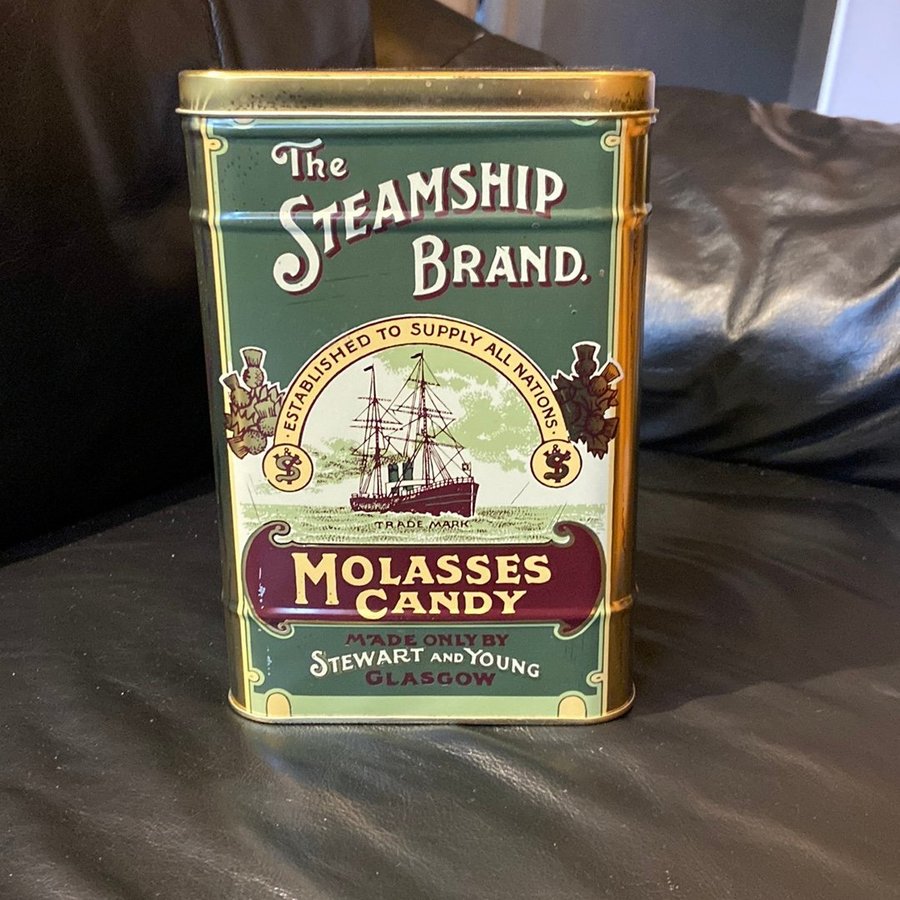 The
STEAMSHIP
BRAND.
· ESTABLISHED TO SUPPLY ALL NATIONS ·
TRADE MARK
MOLASSES
CANDY
MADE ONLY BY
STEWART AND YOUNG
GLASGOW